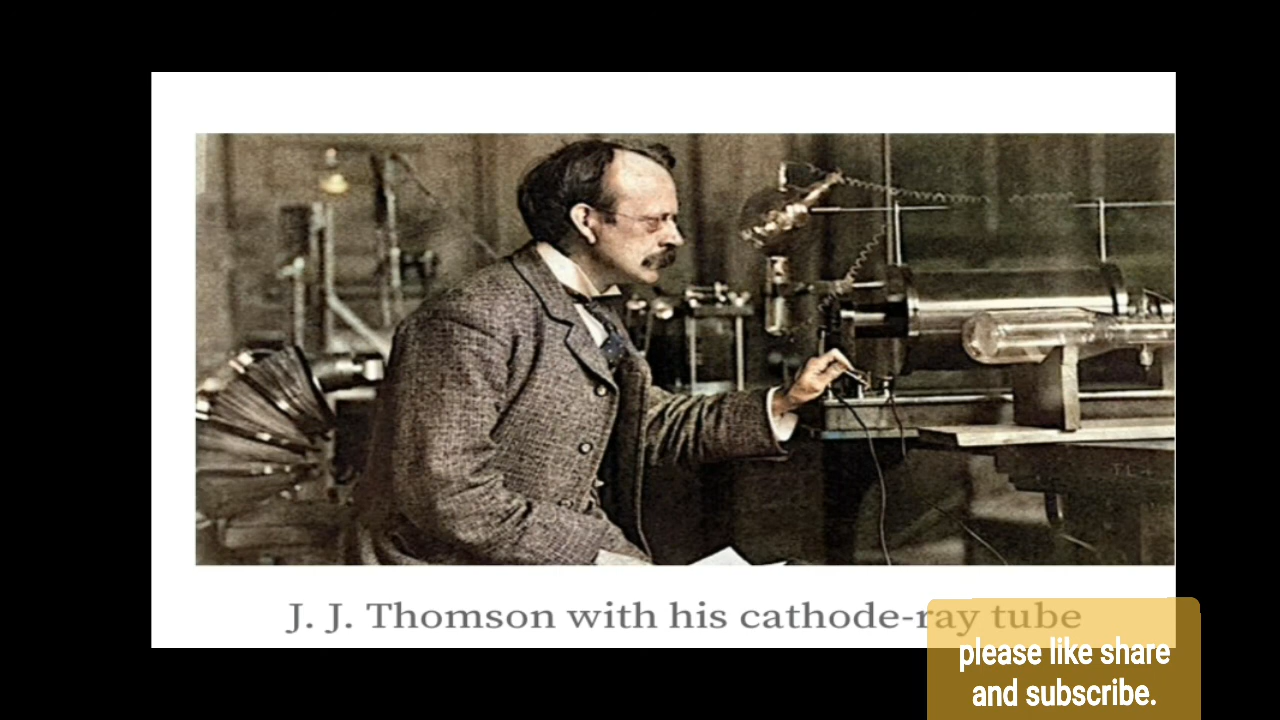 J. J. Thomson with his cathode-ray tube
please like share
and subscribe.